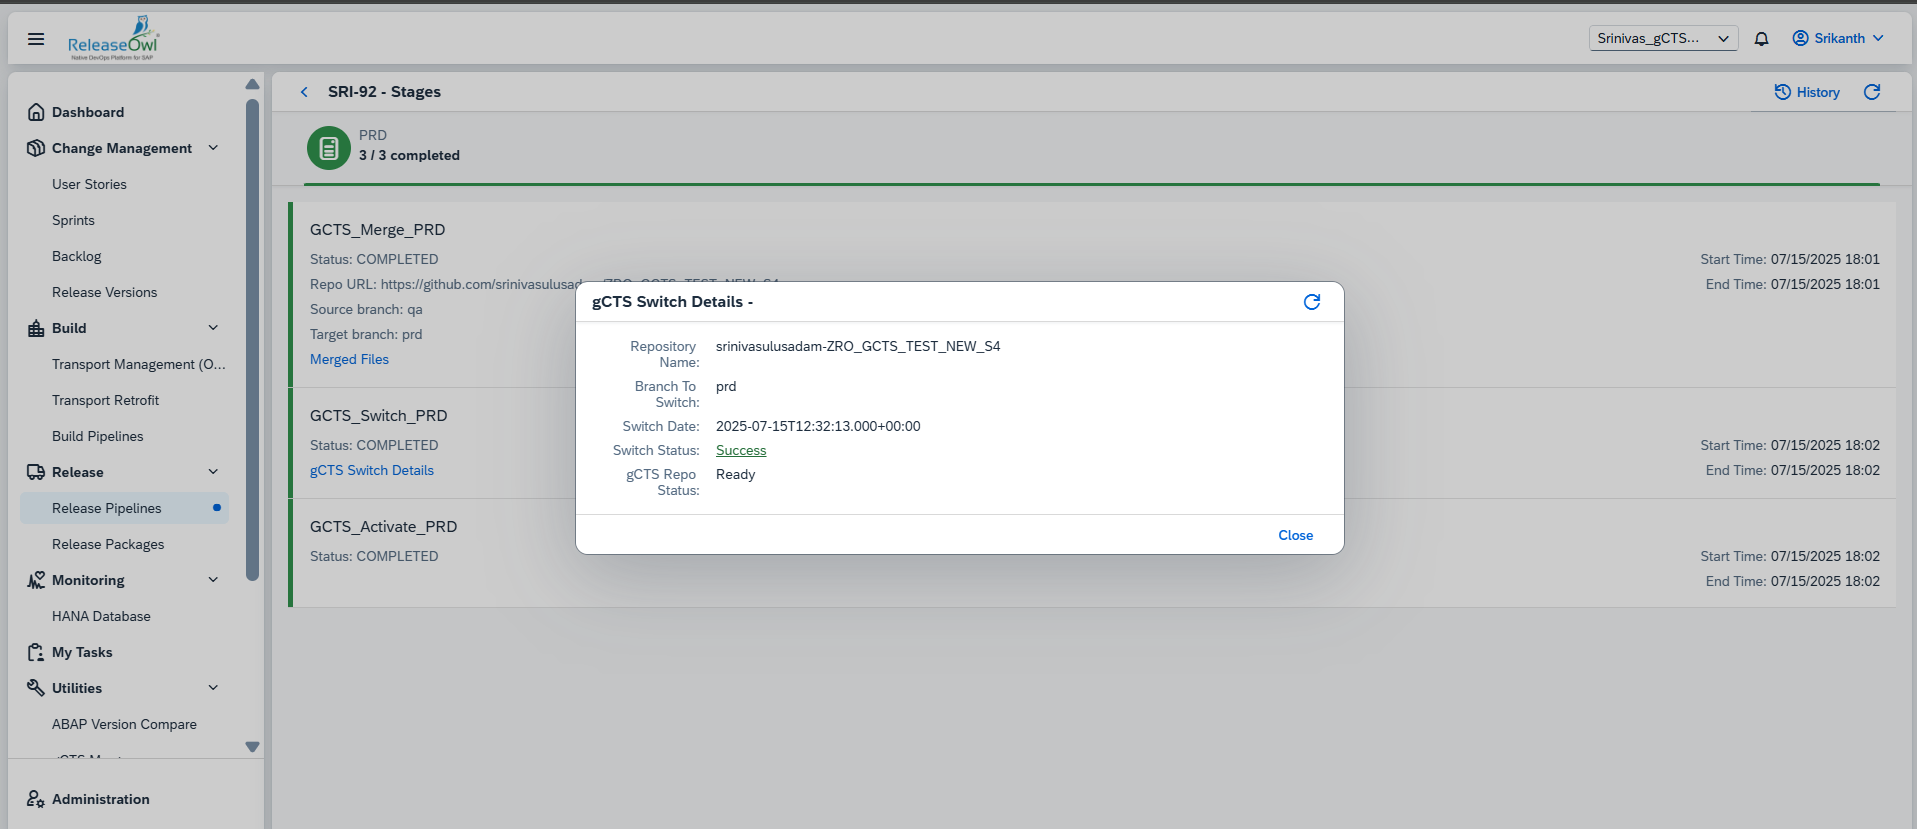 ReleaseOwl
Native DevOps Platform for SAP
Srinivas_gCTS...
Srikanth
Dashboard
Change Management
User Stories
Sprints
Backlog
Release Versions
Build
Transport Management (O...
Transport Retrofit
Build Pipelines
Release
Release Pipelines
Release Packages
Monitoring
HANA Database
My Tasks
Utilities
ABAP Version Compare
Administration
SRI-92 - Stages
History
PRD
3 / 3 completed
GCTS_Merge_PRD
Status: COMPLETED
Start Time: 07/15/2025 18:01
Repo URL: https://github.com/srinivasulusad
End Time: 07/15/2025 18:01
Source branch: qa
Target branch: prd
Merged Files
GCTS_Switch_PRD
Status: COMPLETED
Start Time: 07/15/2025 18:02
gCTS Switch Details
End Time: 07/15/2025 18:02
GCTS_Activate_PRD
Status: COMPLETED
Start Time: 07/15/2025 18:02
End Time: 07/15/2025 18:02
gCTS Switch Details -
Repository
Name:
srinivasulusadam-ZRO_GCTS_TEST_NEW_S4
Branch To
Switch:
prd
Switch Date: 2025-07-15T12:32:13.000+00:00
Switch Status: Success
gCTS Repo
Status:
Ready
Close